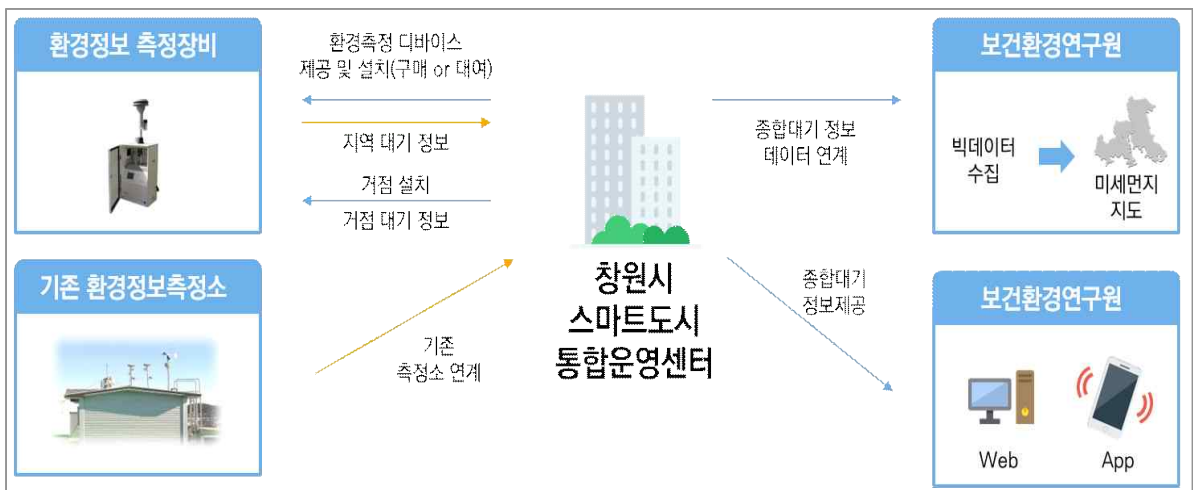 환경정보 측정장비
환경측정 디바이스
제공 및 설치(구매 or 대여)
지역 대기 정보
거점 설치
거점 대기 정보
기존 환경정보측정소
기존
측정소 연계
창원시
스마트도시
통합운영센터
종합대기 정보
데이터 연계
종합대기
정보제공
보건환경연구원
빅데이터
수집
미세먼지
지도
보건환경연구원
Web
App